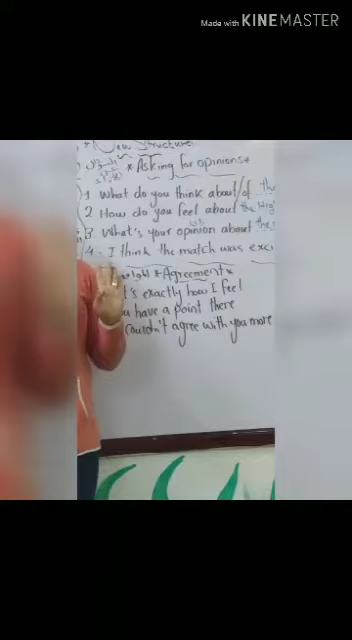 Made with KINEMASTER
* New Structure
* Asking for opinions *
1 What do you think about/of the
2 How do you feel about the
3 What's your opinion about the
4 I think the match was exci
* Agreement *
's exactly how I feel
u have a point there
couldn't agree with you more